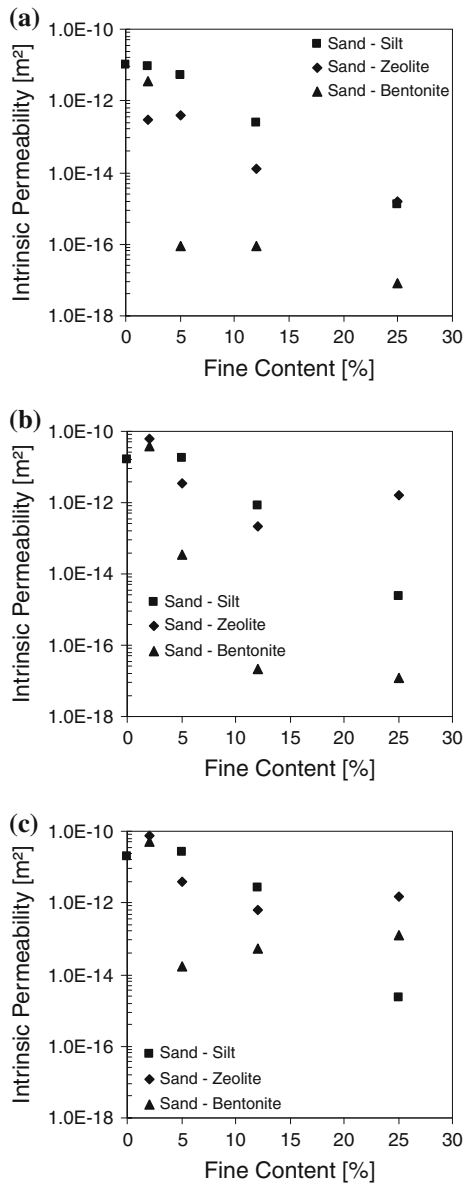 (a)
Intrinsic Permeability [m²]
1.0E-10
1.0E-12
1.0E-14
1.0E-16
1.0E-18
Sand - Silt
Sand - Zeolite
Sand - Bentonite
0 5 10 15 20 25 30
Fine Content [%]
(b)
Intrinsic Permeability [m²]
1.0E-10
1.0E-12
1.0E-14
1.0E-16
1.0E-18
Sand - Silt
Sand - Zeolite
Sand - Bentonite
0 5 10 15 20 25 30
Fine Content [%]
(c)
Intrinsic Permeability [m²]
1.0E-10
1.0E-12
1.0E-14
1.0E-16
1.0E-18
Sand - Silt
Sand - Zeolite
Sand - Bentonite
0 5 10 15 20 25 30
Fine Content [%]